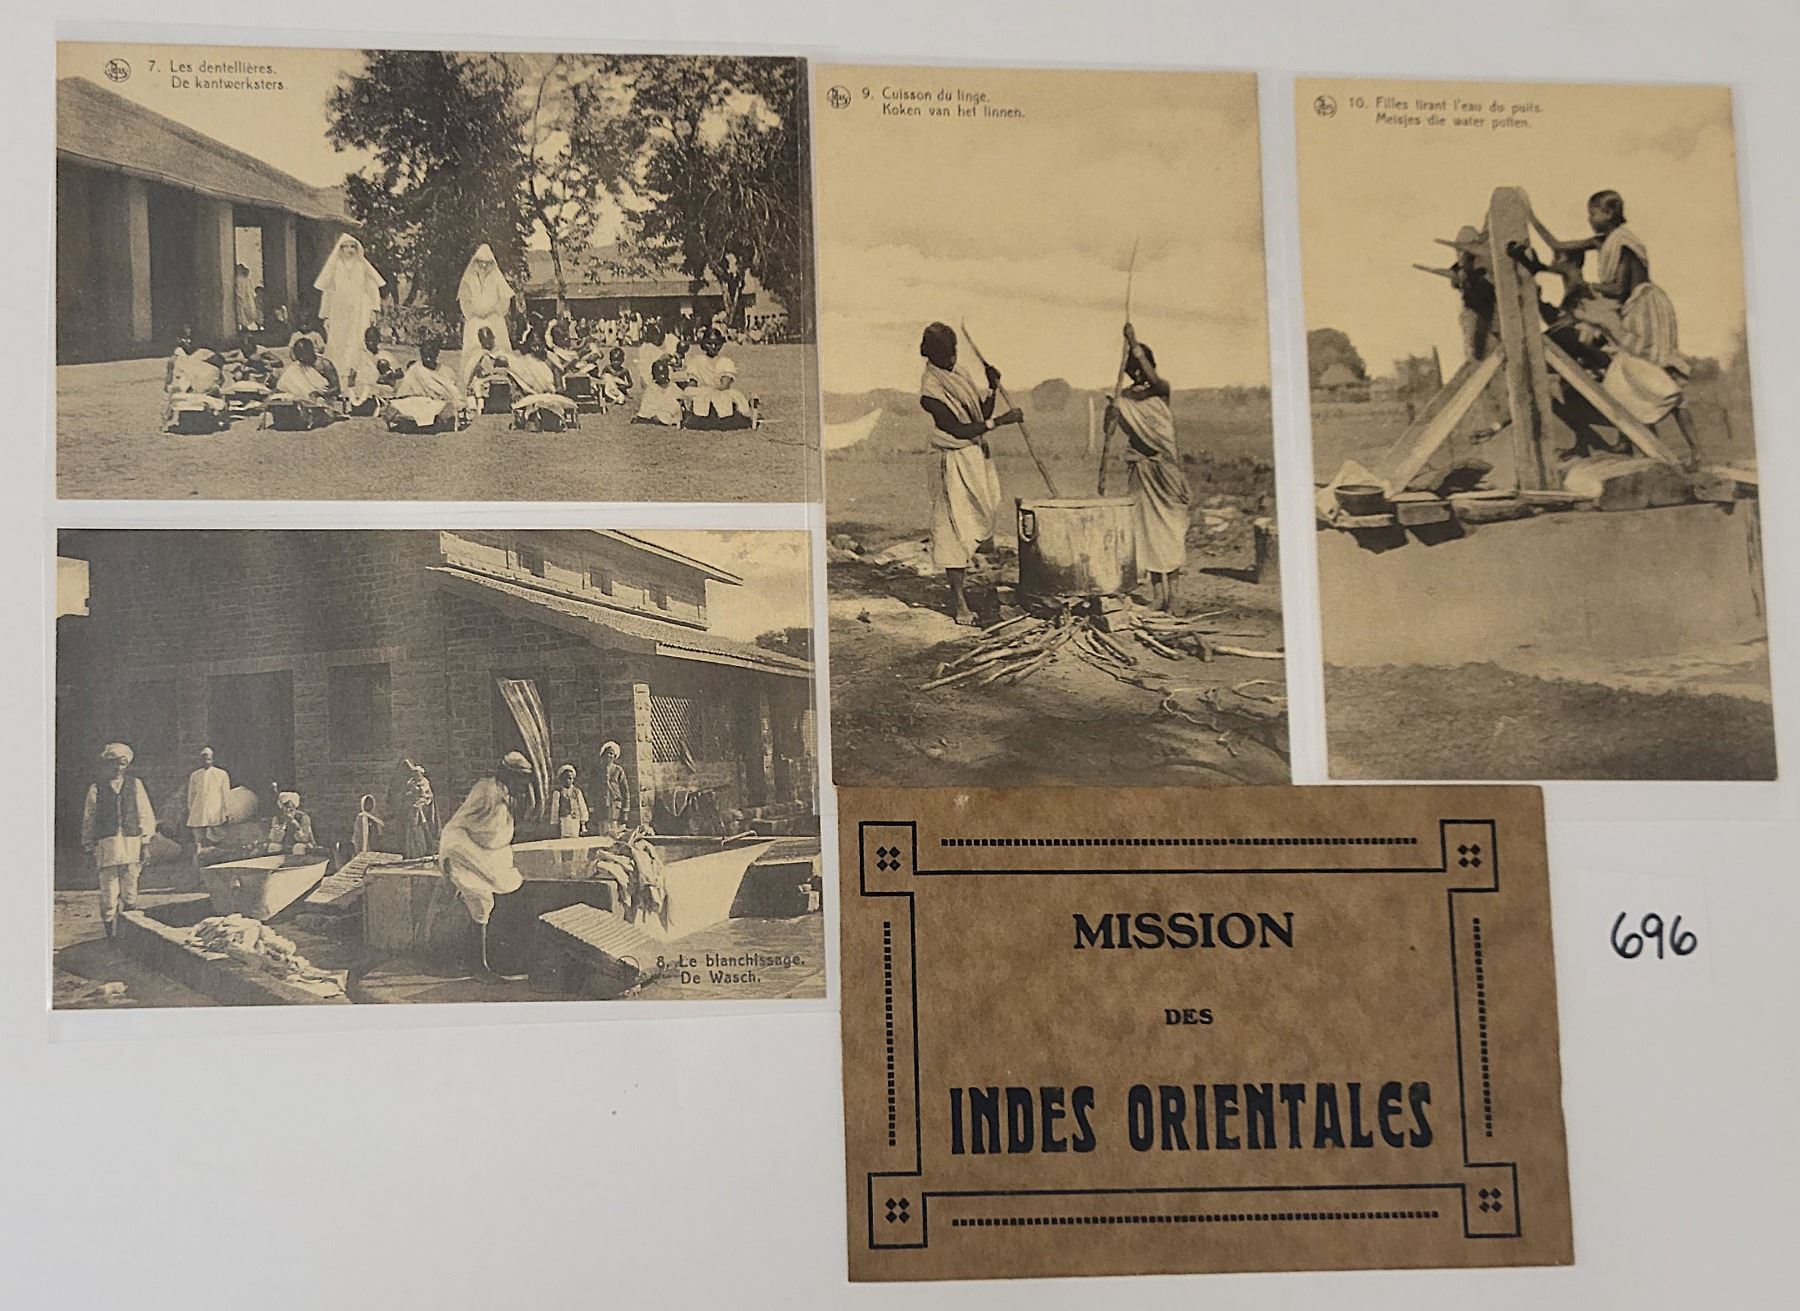 7. Les dentellières.
De kantwerksters.
9. Cuisson du linge.
Koken van het linnen.
10. Filles tirant l'eau du puits.
Meisjes die water putten.
8. Le blanchissage.
De Wasch.
MISSION
DES
INDES ORIENTALES
696